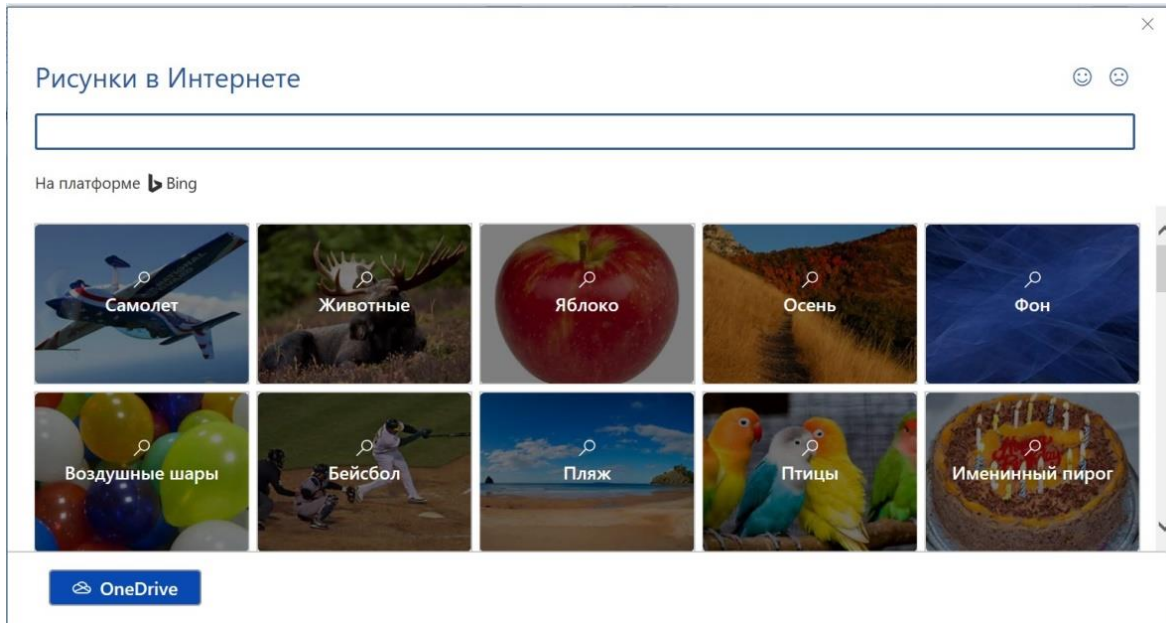 Рисунки в Интернете
На платформе Bing
Самолет
Животные
Яблоко
Осень
Фон
Воздушные шары
Бейсбол
Пляж
Птицы
Именинный пирог
OneDrive